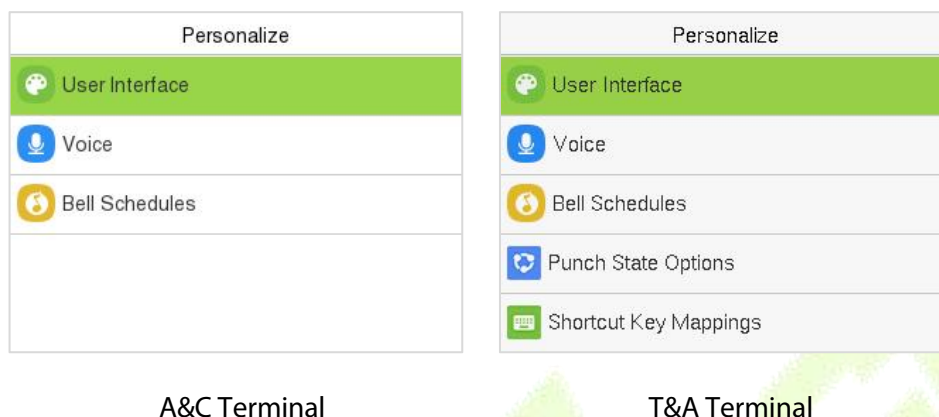 Personalize
User Interface
Voice
Bell Schedules
A&C Terminal
Personalize
User Interface
Voice
Bell Schedules
Punch State Options
Shortcut Key Mappings
T&A Terminal